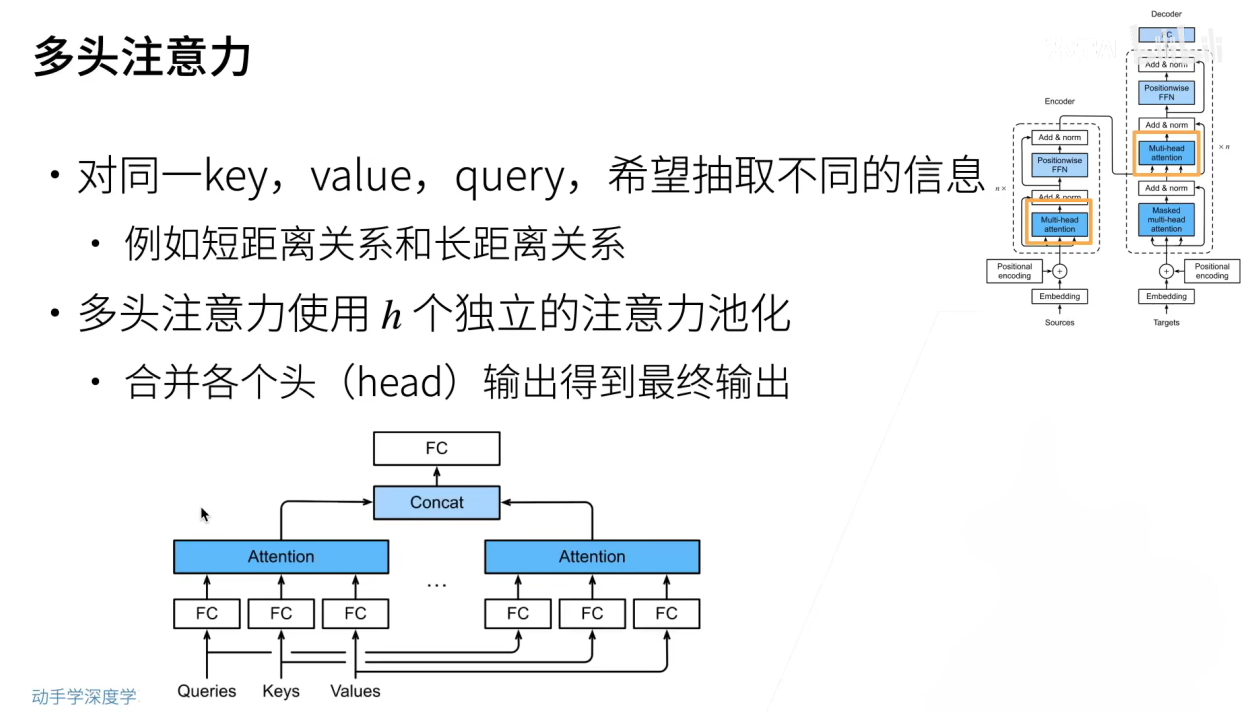 多头注意力
• 对同一key，value，query，希望抽取不同的信息
• 例如短距离关系和长距离关系
• 多头注意力使用 h 个独立的注意力池化
• 合并各个头（head）输出得到最终输出
FC
Concat
Attention
...
Attention
FC
FC
FC
FC
FC
FC
Queries
Keys
Values
动手学深度学
Decoder
FC
Add & norm
Positionwise
FFN
Add & norm
Muti-head
attention
× n
Add & norm
Masked
multi-head
attention
Positional
encoding
+
Embedding
Targets
Encoder
Add & norm
Positionwise
FFN
n ×
Add & norm
Multi-head
attention
Positional
encoding
+
Embedding
Sources